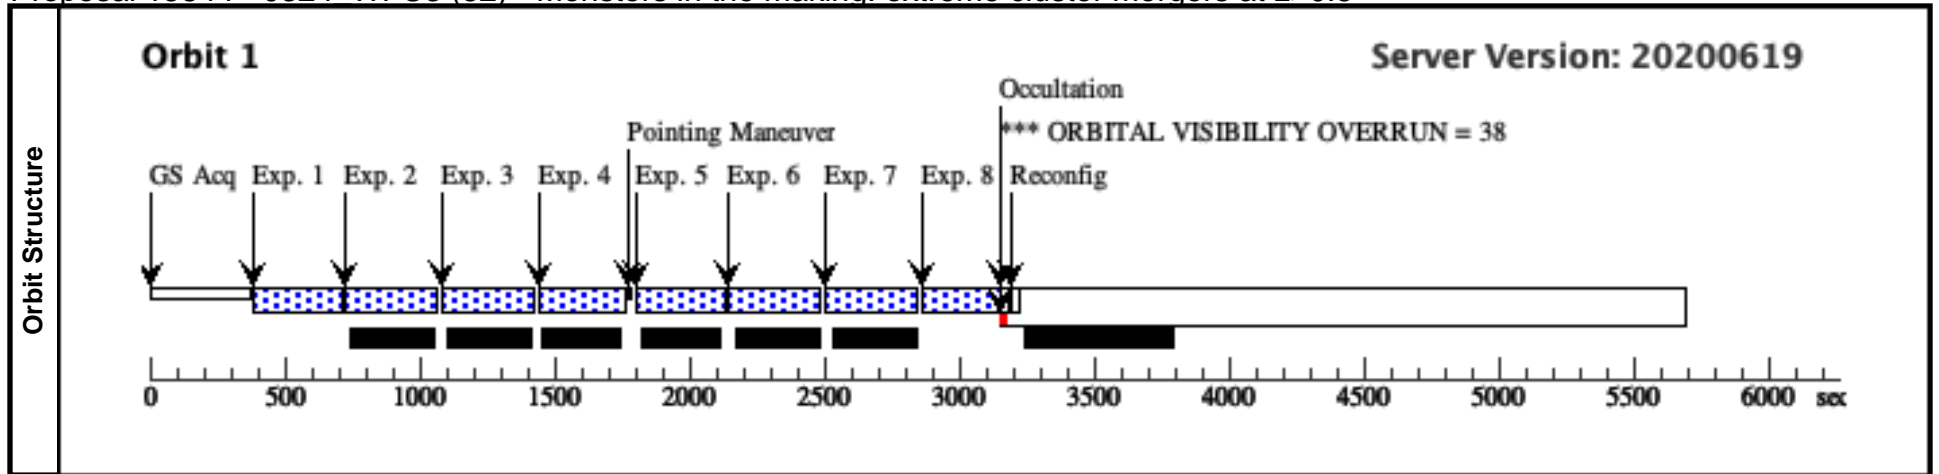 Orbit Structure
Orbit 1
Server Version: 20200619
Occultation
Pointing Maneuver
*** ORBITAL VISIBILITY OVERRUN = 38
GS Acq
Exp. 1
Exp. 2
Exp. 3
Exp. 4
Exp. 5
Exp. 6
Exp. 7
Exp. 8
Reconfig
0
500
1000
1500
2000
2500
3000
3500
4000
4500
5000
5500
6000